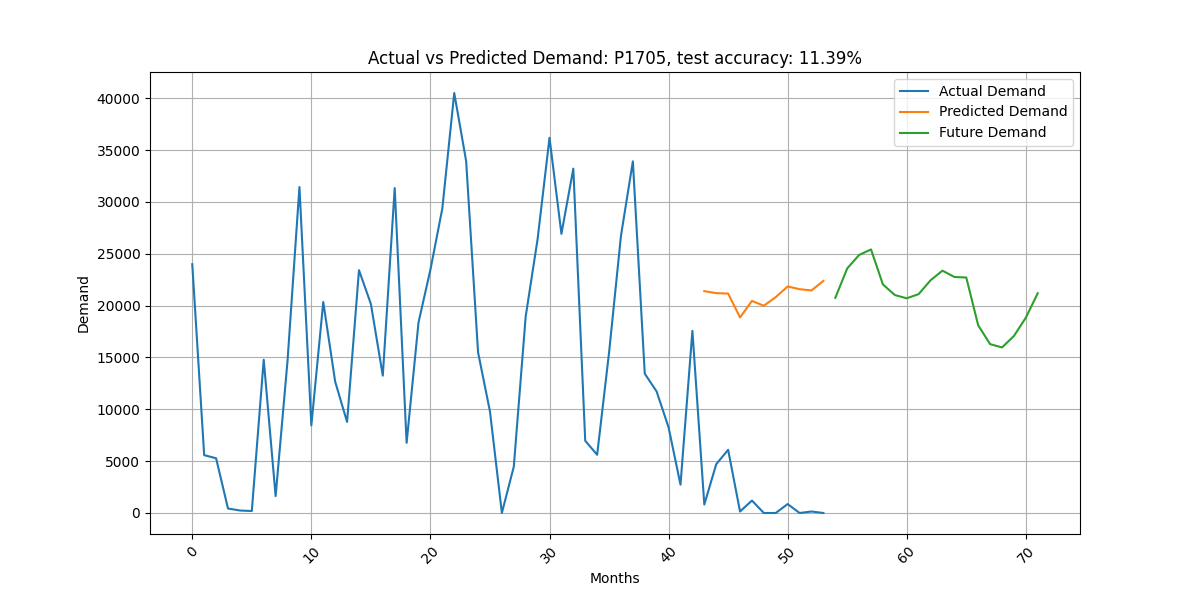 Actual vs Predicted Demand: P1705, test accuracy: 11.39%
Actual Demand
Predicted Demand
Future Demand
Demand
40000
35000
30000
25000
20000
15000
10000
5000
0
0 10 20 30 40 50 60 70
Months